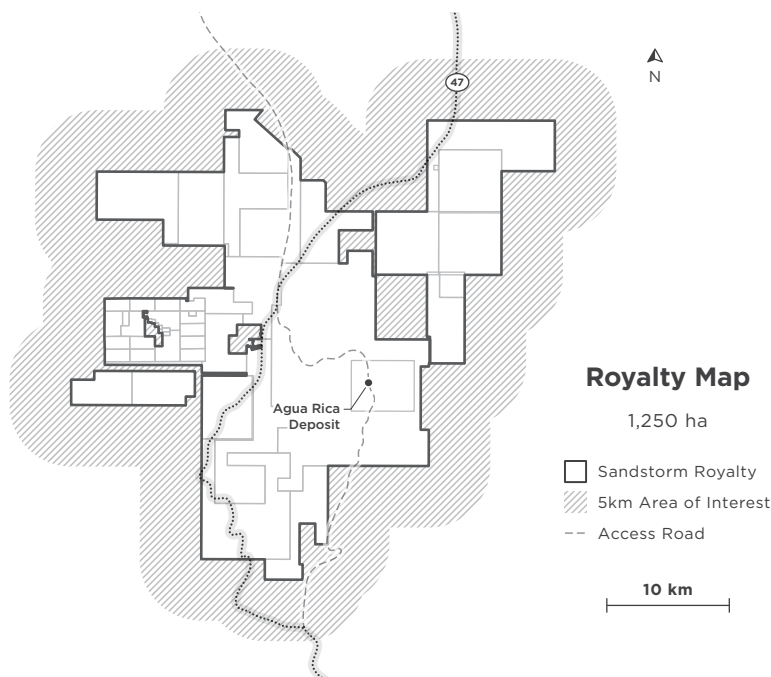 47
N
Agua Rica
Deposit
Royalty Map
1,250 ha
Sandstorm Royalty
5km Area of Interest
Access Road
10 km